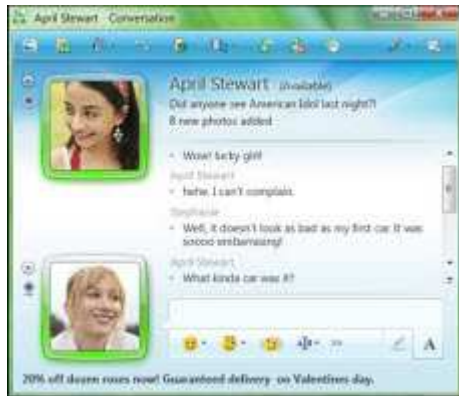 April Stewart - Conversation
April Stewart (Available)
Did anyone see American Idol last night?!
8 new photos added
Wow! lucky girl!
April Stewart
hehe. I can't complain.
Stephanie
Well, it doesn't look as bad as my first car. It was
soooo embarrasing!
April Stewart
What kinda car was it?
A
20% off dozen roses now! Guaranteed delivery on Valentines day.